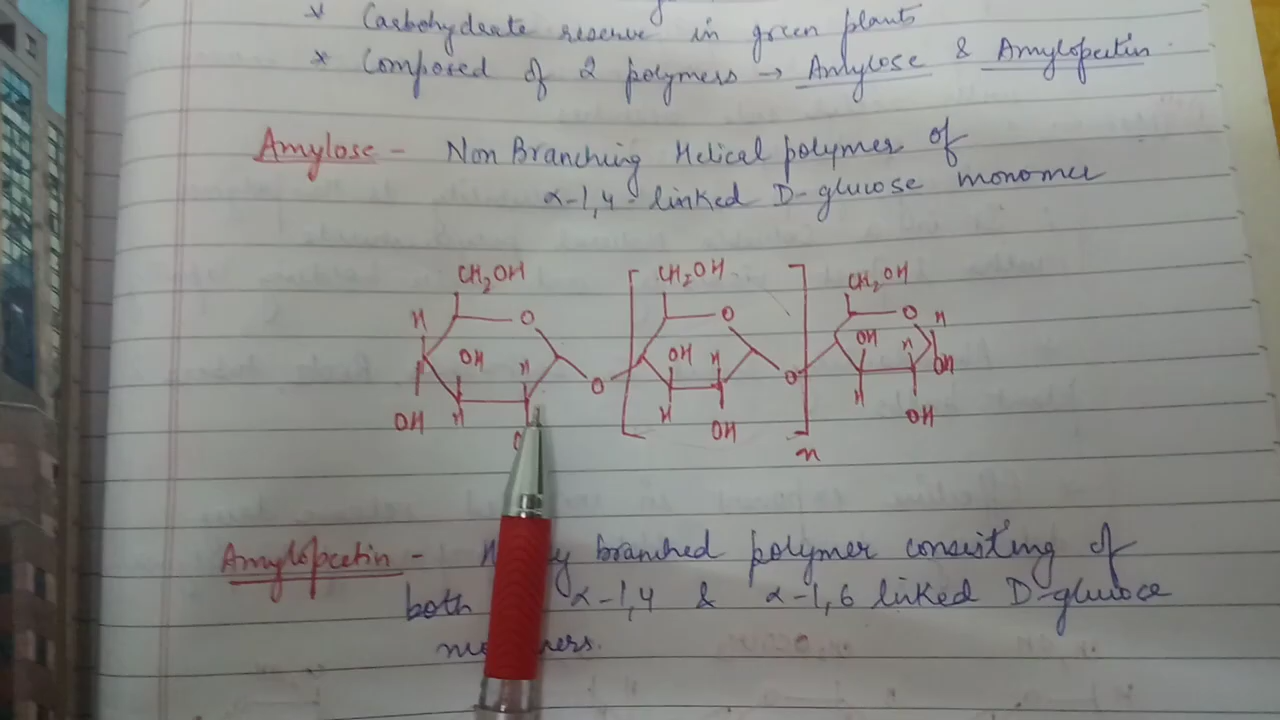 * Carbohydrate reserve in green plants
* Composed of 2 polymers → Amylose & Amylopectin
Amylose - Non Branching Helical polymer of
α-1,4- linked D-glucose monomer
CH₂OH CH₂OH CH₂OH
O O O
H H
OH H OH H OH H OH
O O
OH H H OH H OH
n
Amylopectin - branched polymer consisting of
both α-1,4 & α-1,6 linked D-glucose